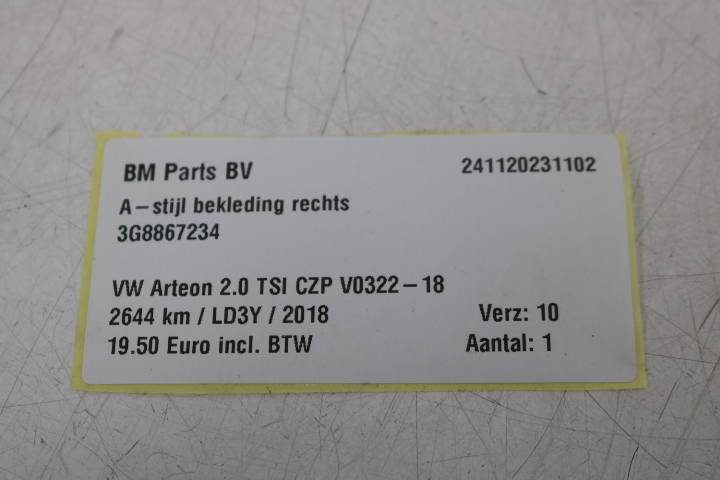 BM Parts BV 241120231102
A-stijl bekleding rechts
3G8867234
VW Arteon 2.0 TSI CZP V0322-18
2644 km / LD3Y / 2018 Verz: 10
19.50 Euro incl. BTW Aantal: 1